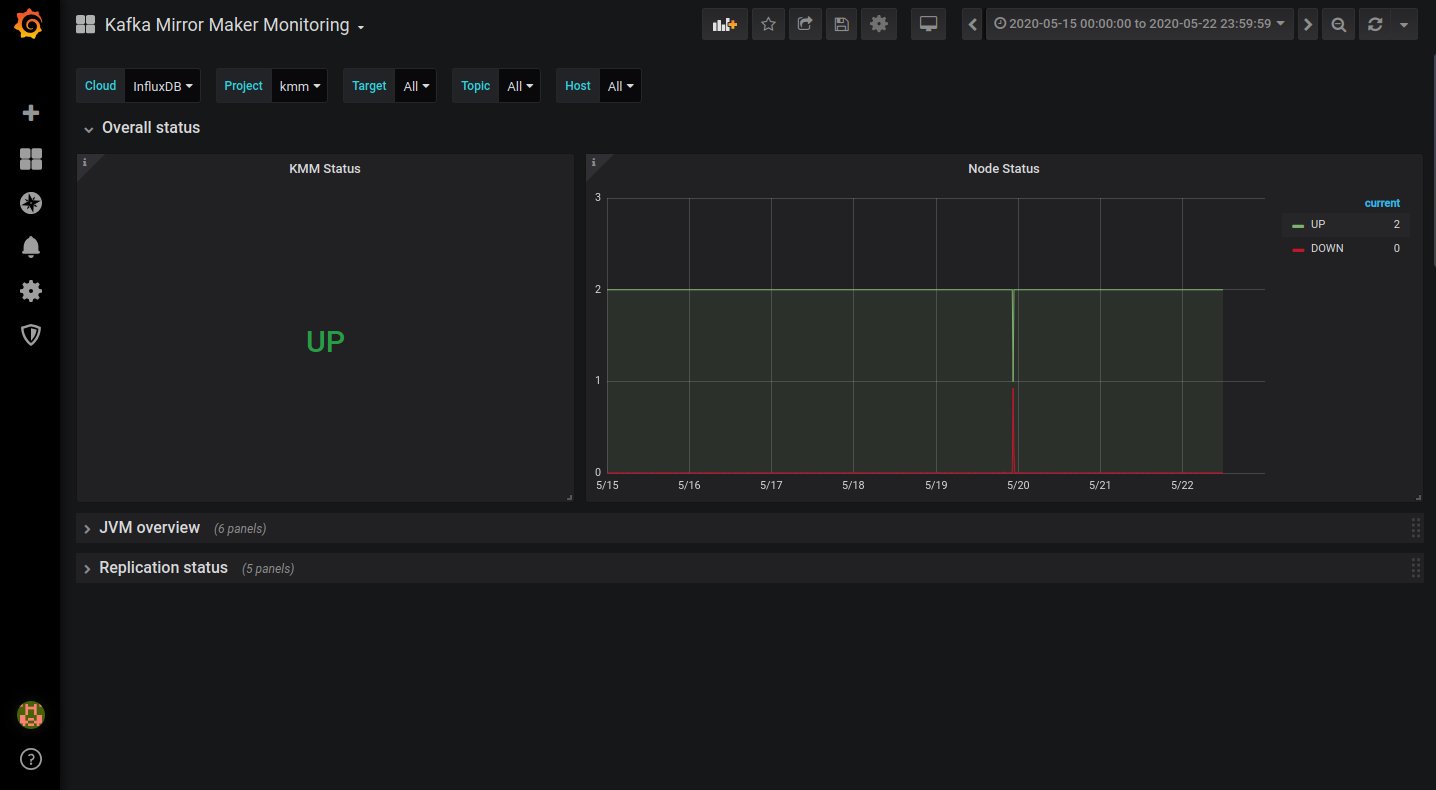 Kafka Mirror Maker Monitoring
2020-05-15 00:00:00 to 2020-05-22 23:59:59
Cloud InfluxDB Project kmm Target All Topic All Host All
Overall status
i
KMM Status
UP
i
Node Status
3
2
1
0
5/15 5/16 5/17 5/18 5/19 5/20 5/21 5/22
current
UP 2
DOWN 0
JVM overview (6 panels)
Replication status (5 panels)
?